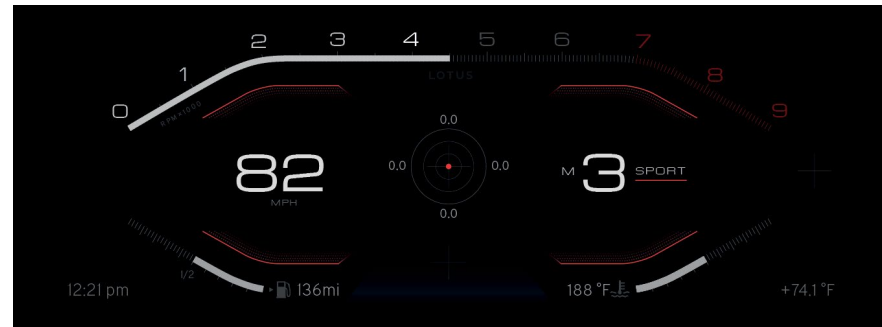 0 1 2 3 4 5 6 7 8 9
RPM×1000
LOTUS
0.0
82
MPH
0.0
0.0
M 3 SPORT
0.0
1/2
12:21 pm
136mi
188 °F
+74.1°F